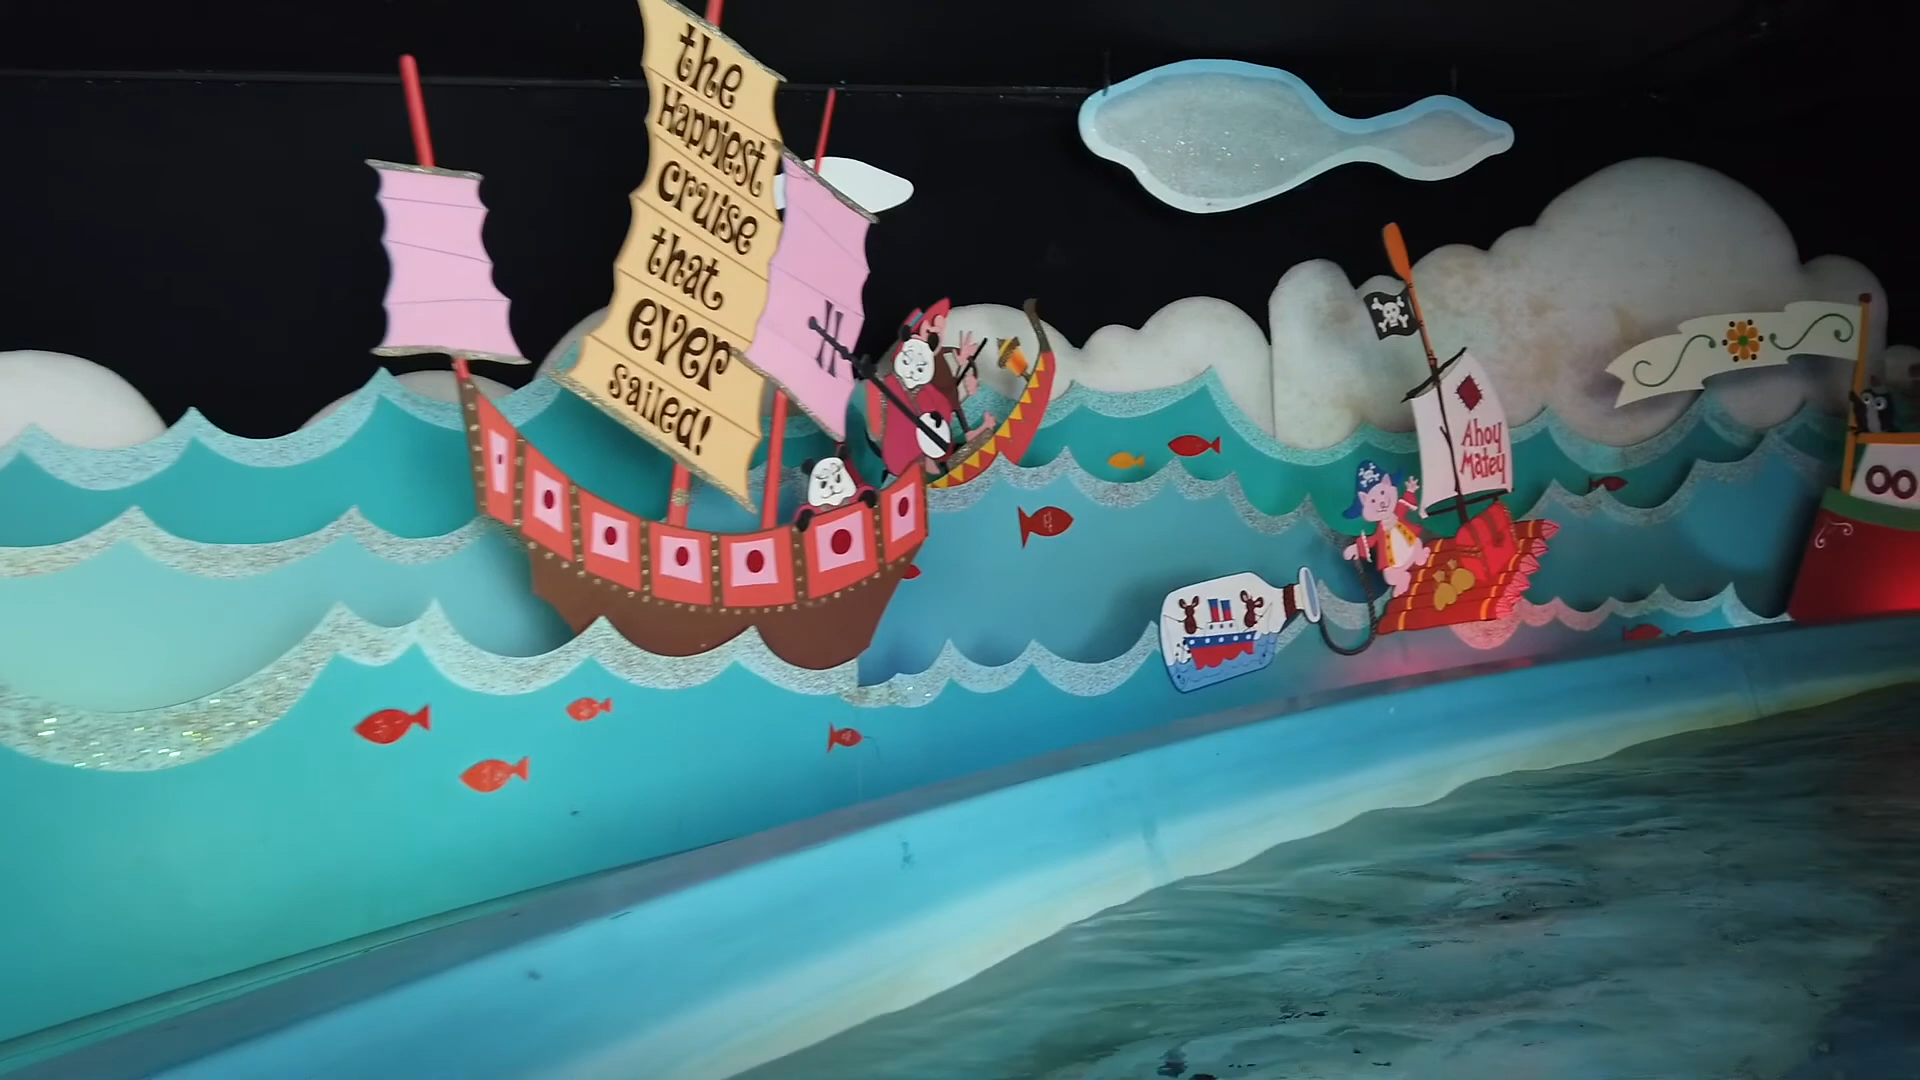 the
Happiest
cruise
that
ever
sailed!
Ahoy
Matey